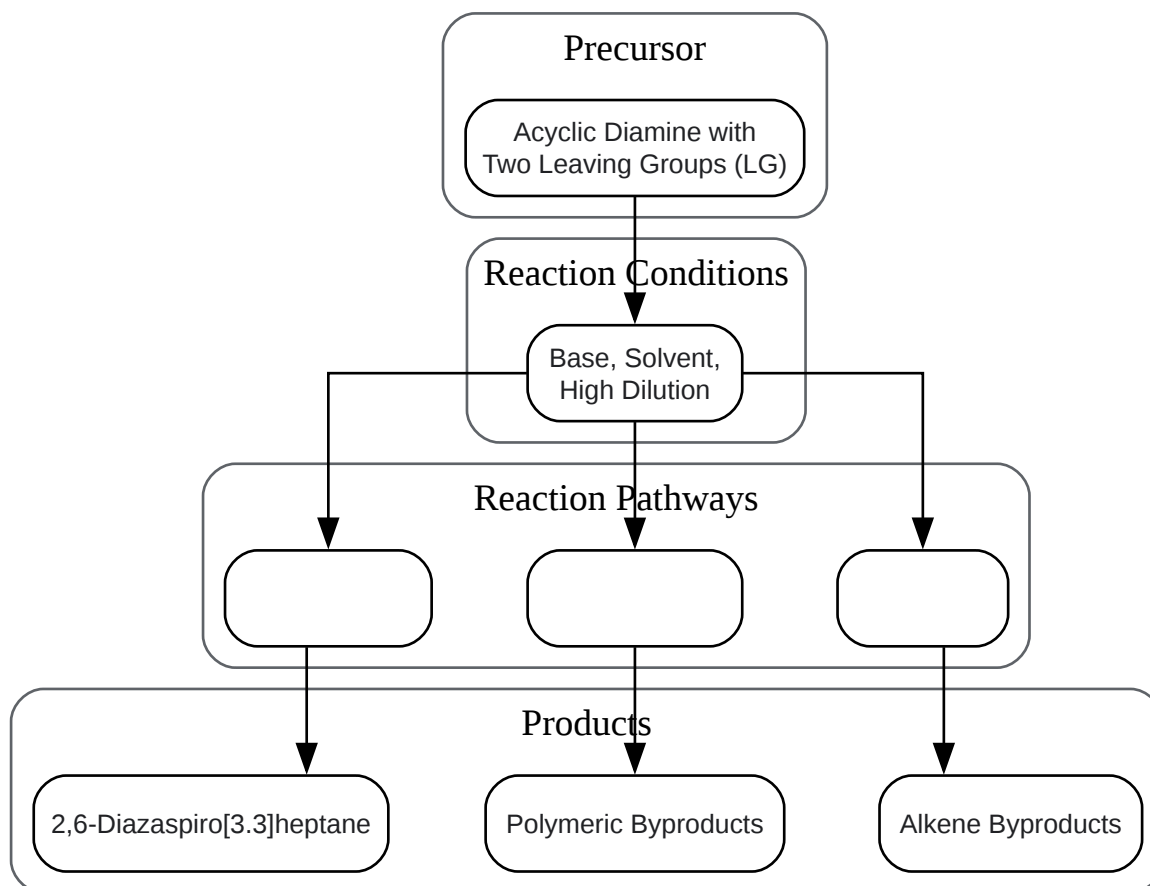 Precursor
Acyclic Diamine with
Two Leaving Groups (LG)
Reaction Conditions
Base, Solvent,
High Dilution
Reaction Pathways
Products
2,6-Diazaspiro[3.3]heptane
Polymeric Byproducts
Alkene Byproducts